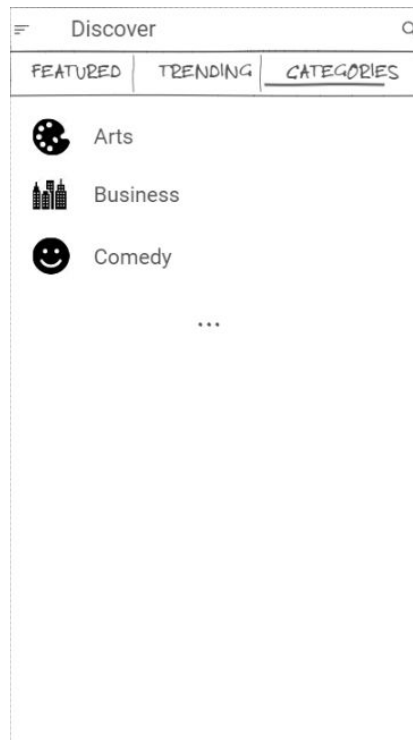 Discover
FEATURED TRENDING CATEGORIES
Arts
Business
Comedy
...